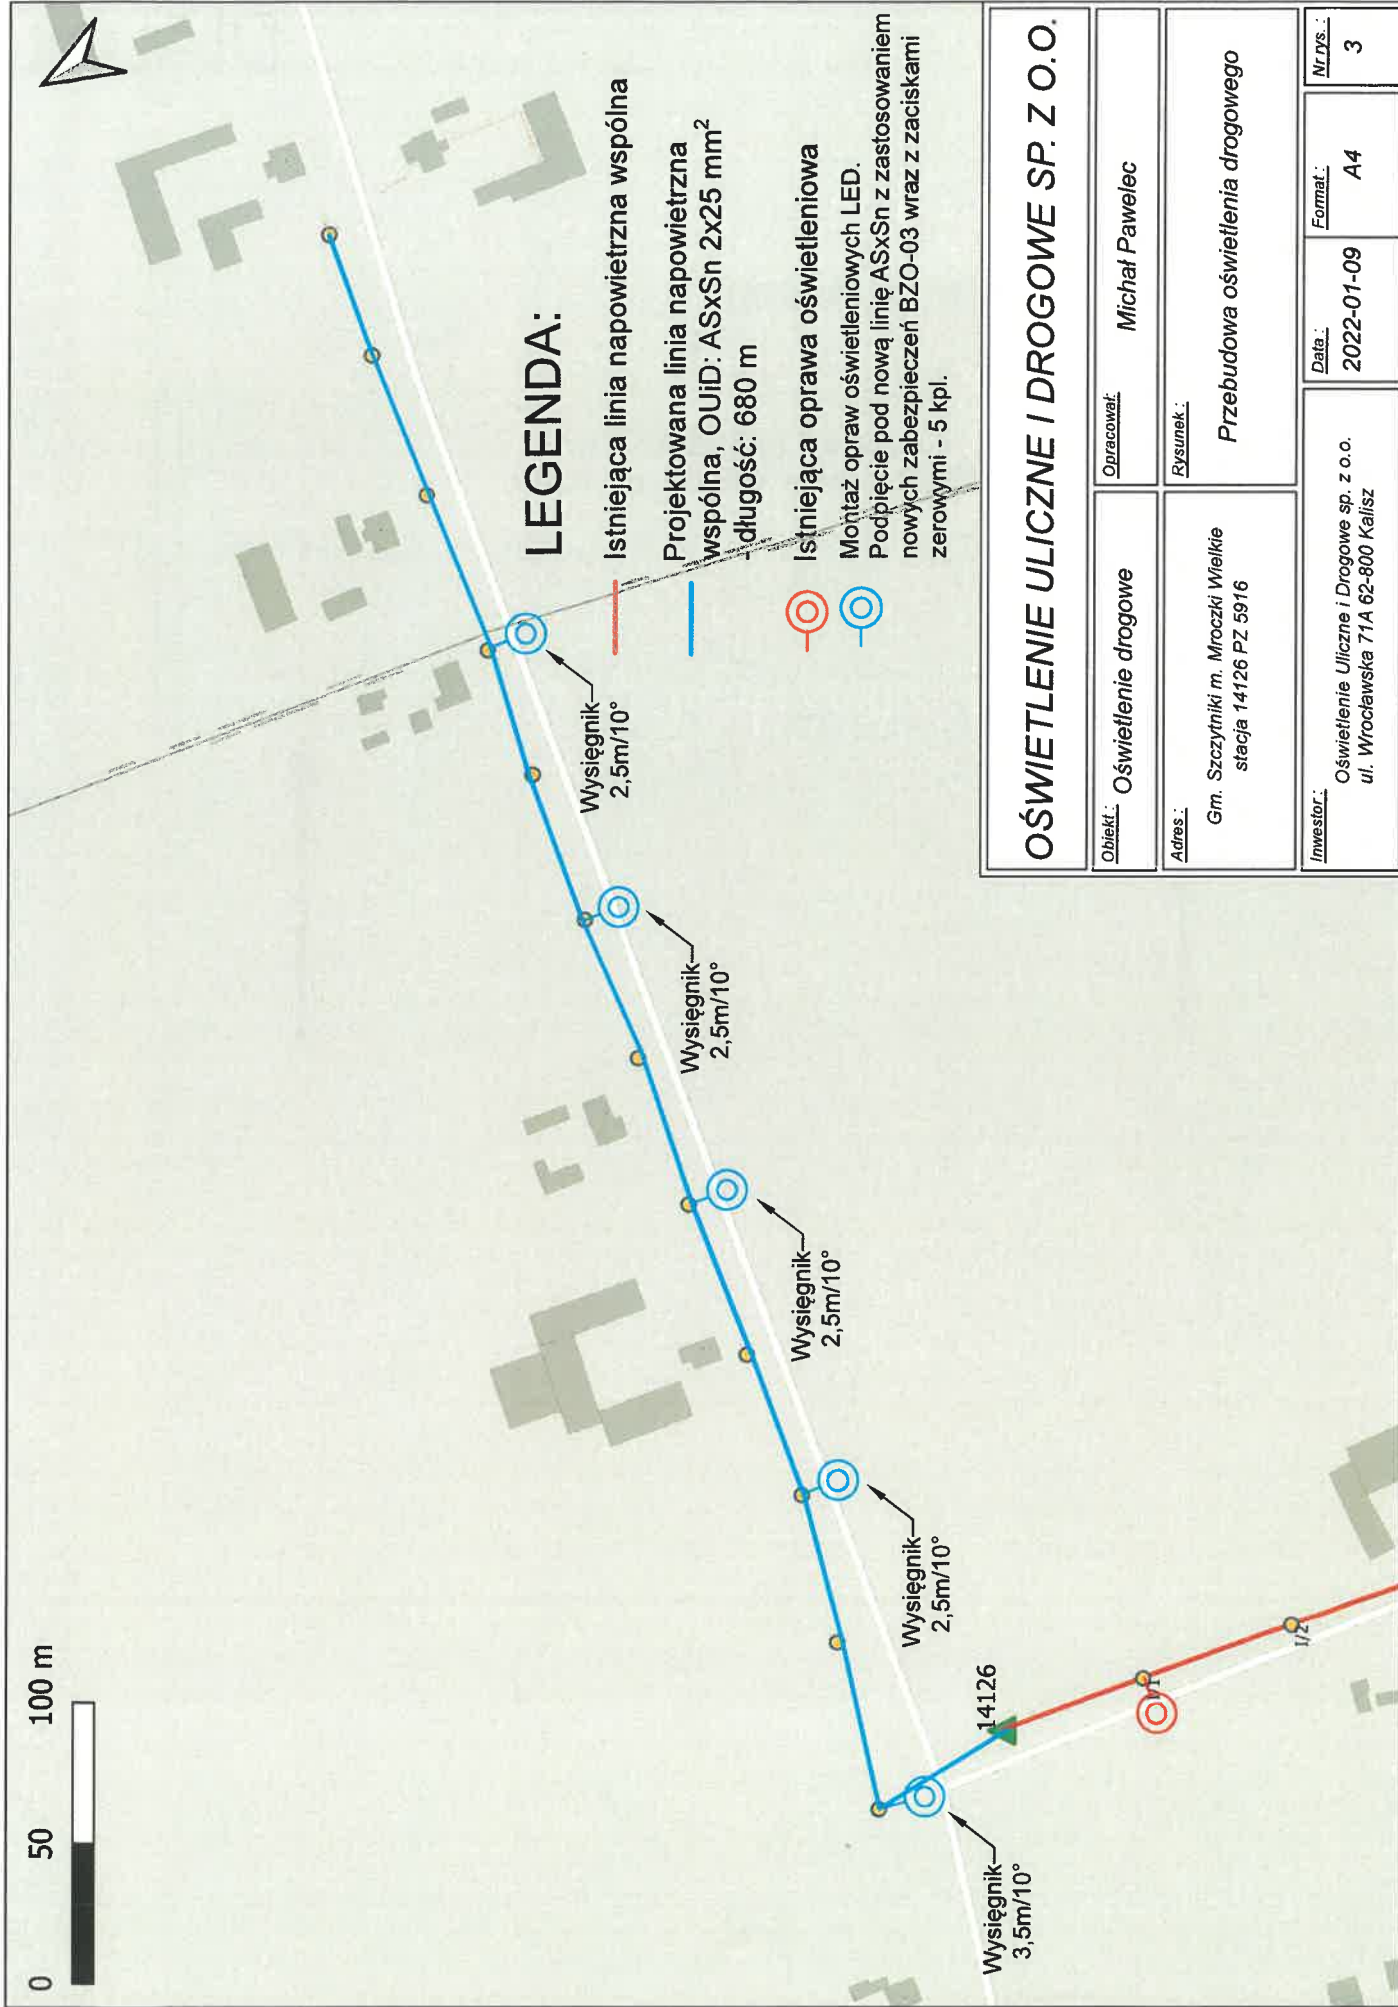 0 50 100 m
Wysięgnik
3,5m/10°
14126
I/1
I/2
Wysięgnik
2,5m/10°
Wysięgnik
2,5m/10°
Wysięgnik
2,5m/10°
Wysięgnik
2,5m/10°
LEGENDA:
Istniejąca linia napowietrzna wspólna
Projektowana linia napowietrzna
wspólna, OUiD: ASxSn 2x25 mm²
- długość: 680 m
Istniejąca oprawa oświetleniowa
Montaż opraw oświetleniowych LED.
Podpięcie pod nową linię ASxSn z zastosowaniem
nowych zabezpieczeń BZO-03 wraz z zaciskami
zerowymi - 5 kpl.
OŚWIETLENIE ULICZNE I DROGOWE SP. Z O.O.
Obiekt: Oświetlenie drogowe
Opracował: Michał Pawelec
Adres:
Gm. Szczytniki m. Mroczki Wielkie
stacja 14126 PZ 5916
Rysunek:
Przebudowa oświetlenia drogowego
Inwestor:
Oświetlenie Uliczne i Drogowe sp. z o.o.
ul. Wrocławska 71A 62-800 Kalisz
Data:
2022-01-09
Format:
A4
Nr rys.:
3